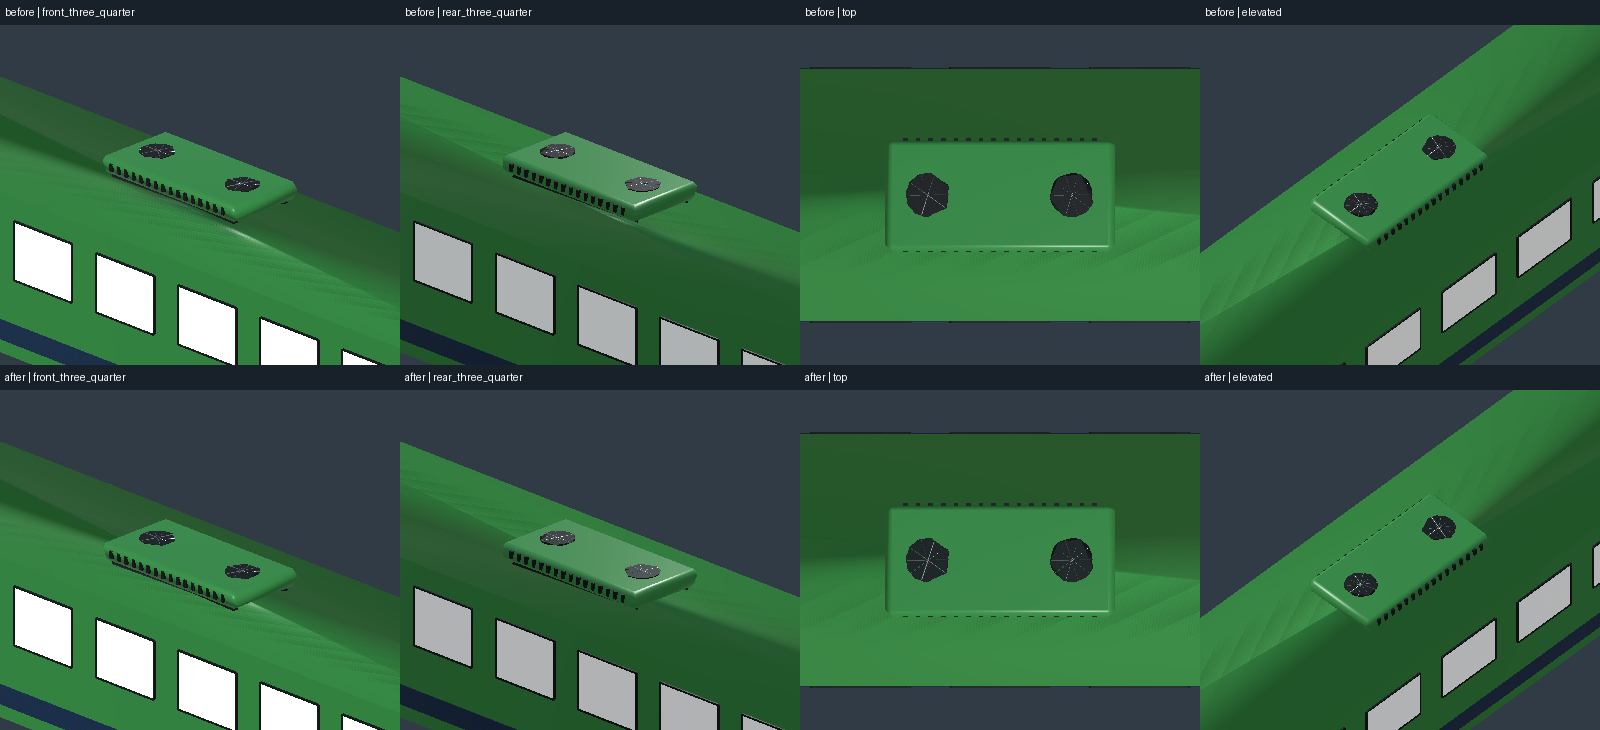 before | front_three_quarter
before | rear_three_quarter
before | top
before | elevated
after | front_three_quarter
after | rear_three_quarter
after | top
after | elevated